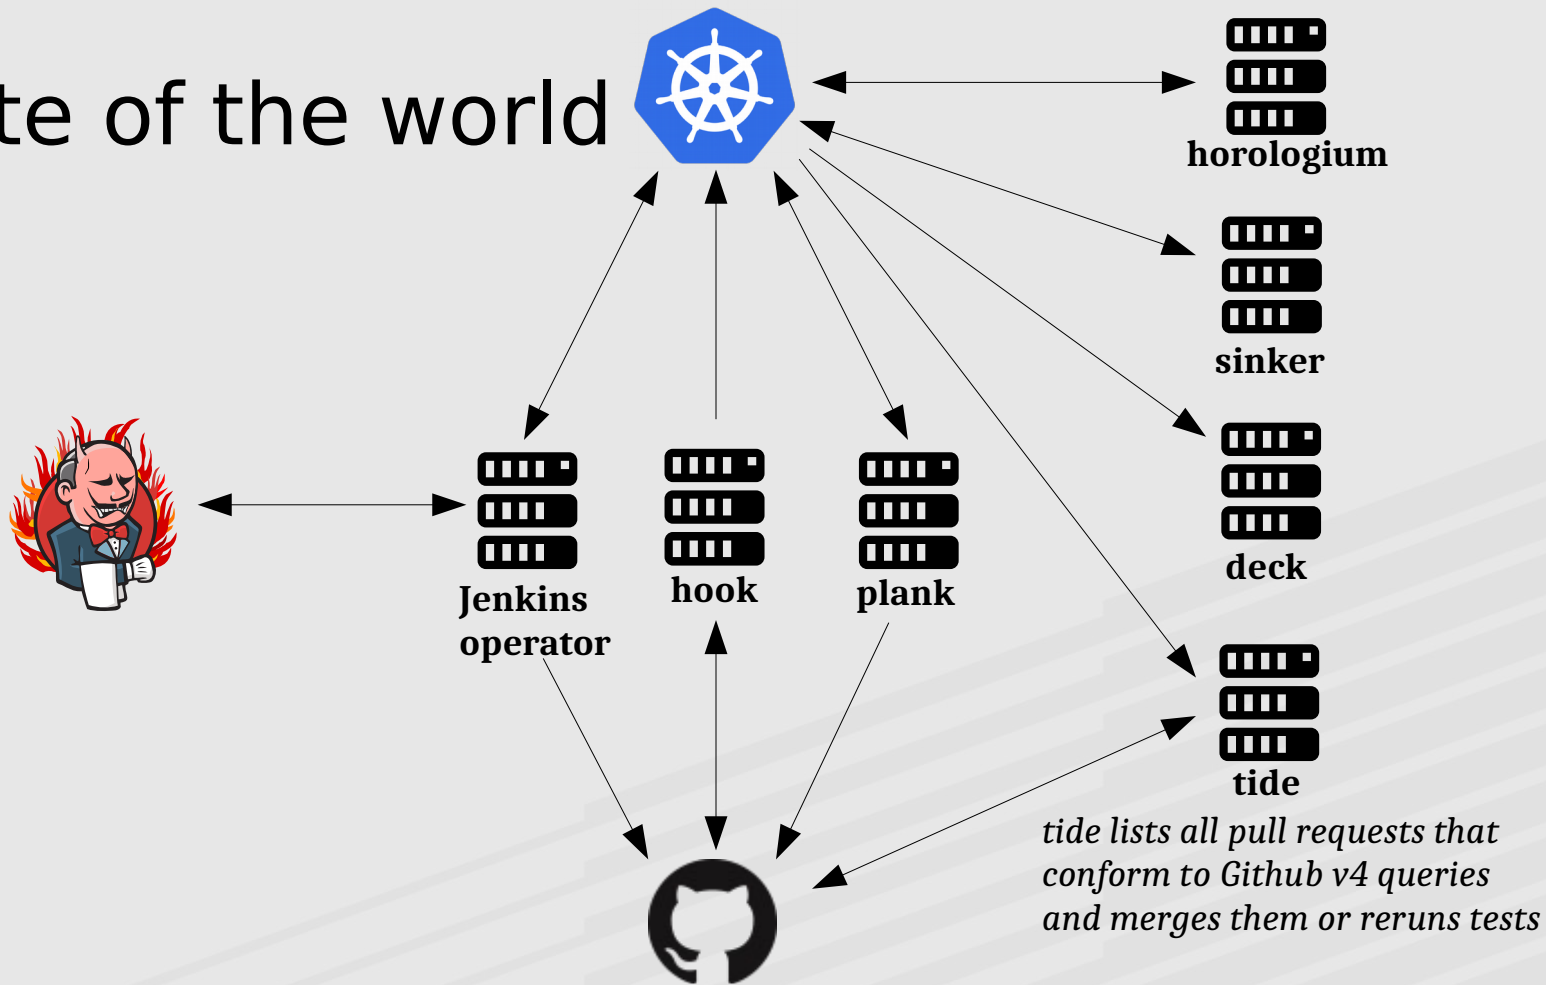 te of the world
horologium
sinker
deck
Jenkins
operator
hook
plank
tide
tide lists all pull requests that
conform to Github v4 queries
and merges them or reruns tests